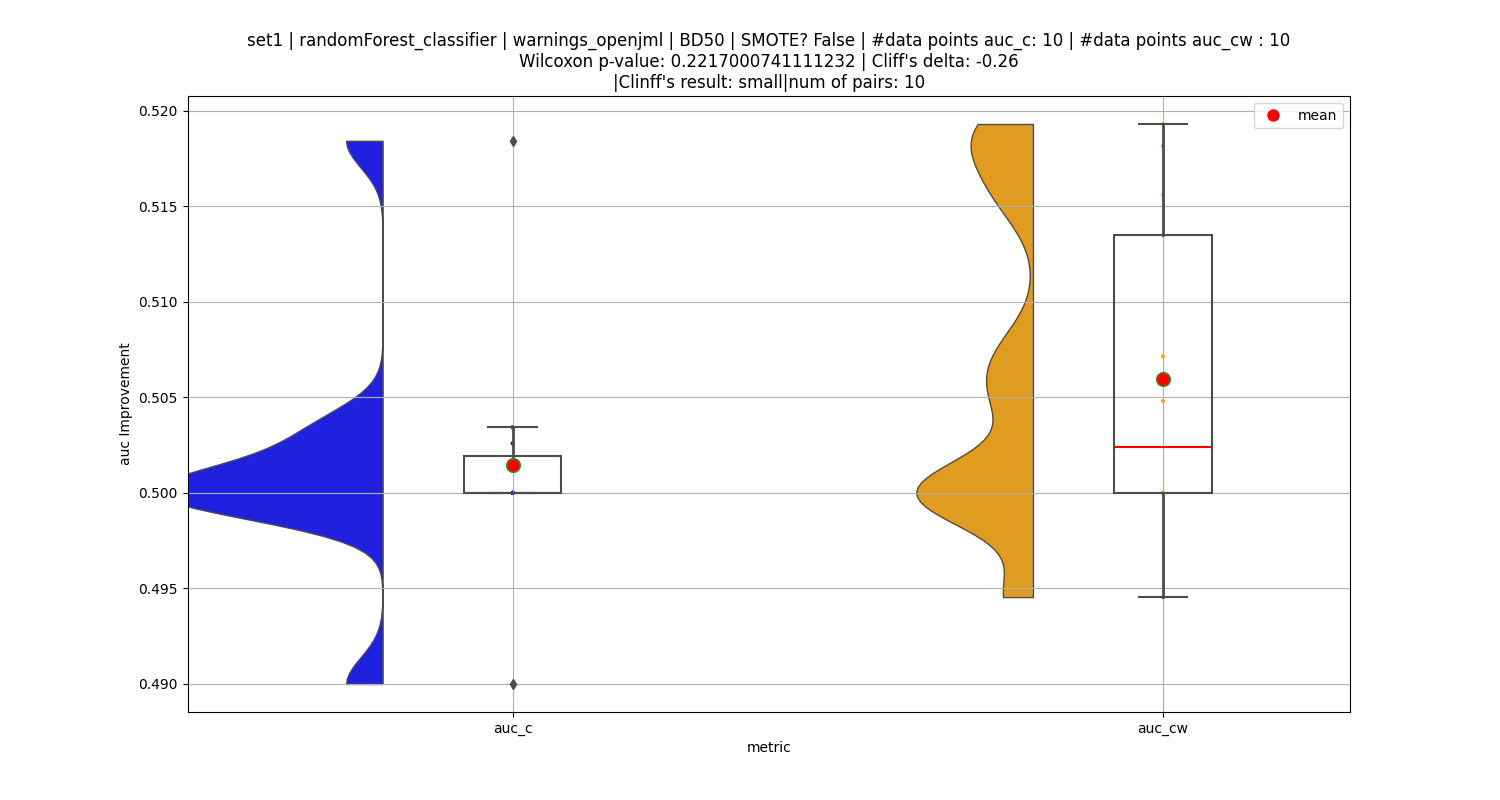 set1 | randomForest_classifier | warnings_openjml | BD50 | SMOTE? False | #data points auc_c: 10 | #data points auc_cw : 10
Wilcoxon p-value: 0.2217000741111232 | Cliff's delta: -0.26
|Clinff's result: small|num of pairs: 10
mean
0.520
0.515
0.510
0.505
0.500
0.495
0.490
auc Improvement
auc_c
auc_cw
metric